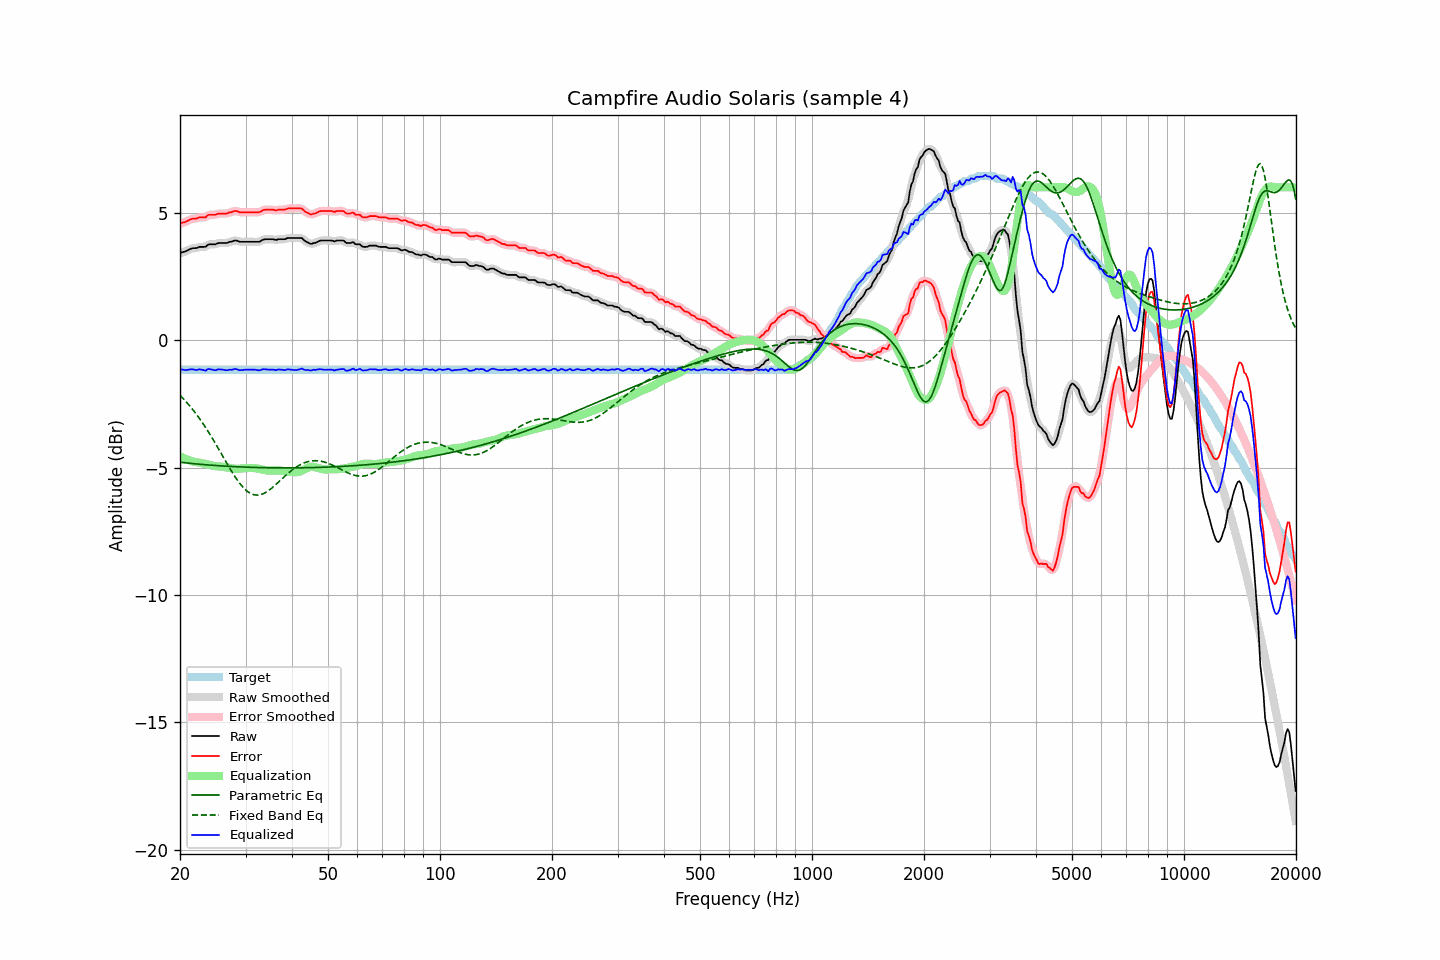 Campfire Audio Solaris (sample 4)
5
0
−5
−10
−15
−20
Amplitude (dBr)
Target
Raw Smoothed
Error Smoothed
Raw
Error
Equalization
Parametric Eq
Fixed Band Eq
Equalized
20 50 100 200 500 1000 2000 5000 10000 20000
Frequency (Hz)